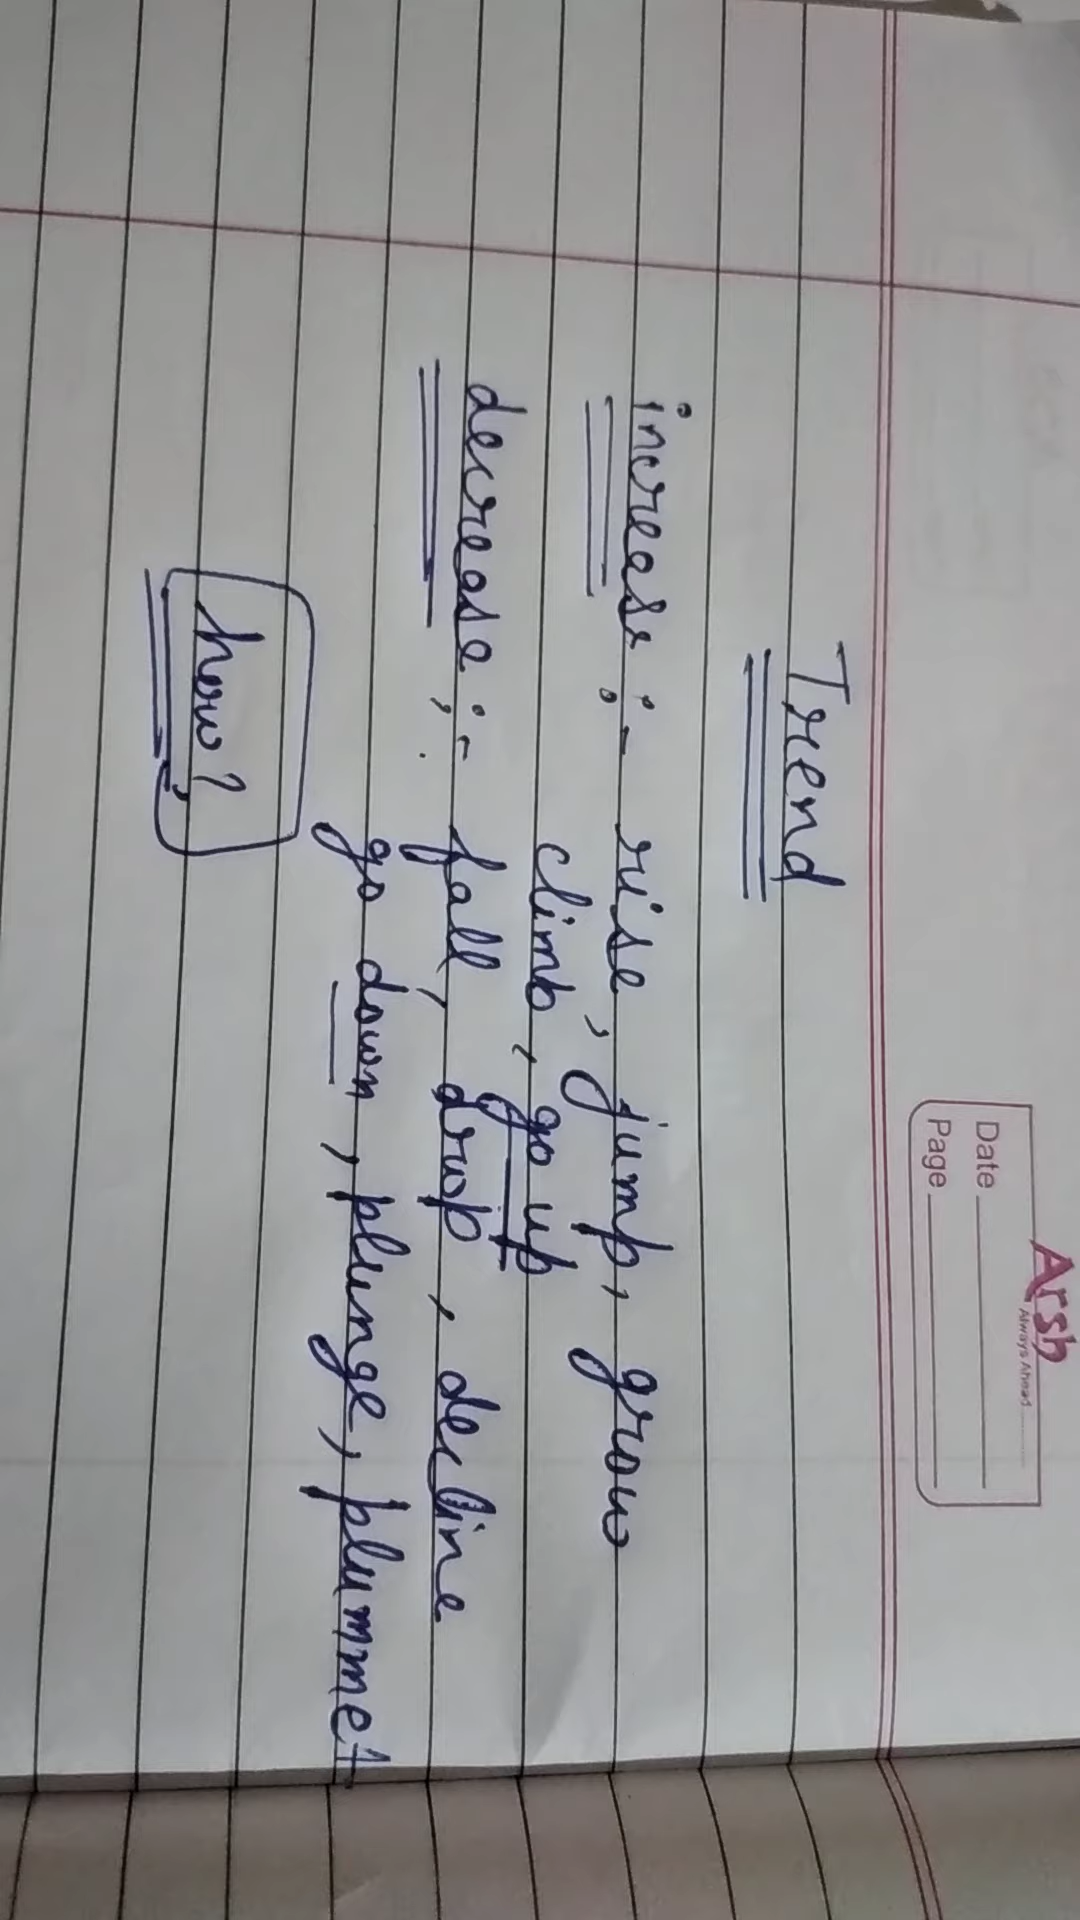 Arsh
Always Ahead
Date
Page
Trend
increase :- rise, jump, grow
climb, go up
decrease :- fall, drop, decline
go down, plunge, plummet
how?